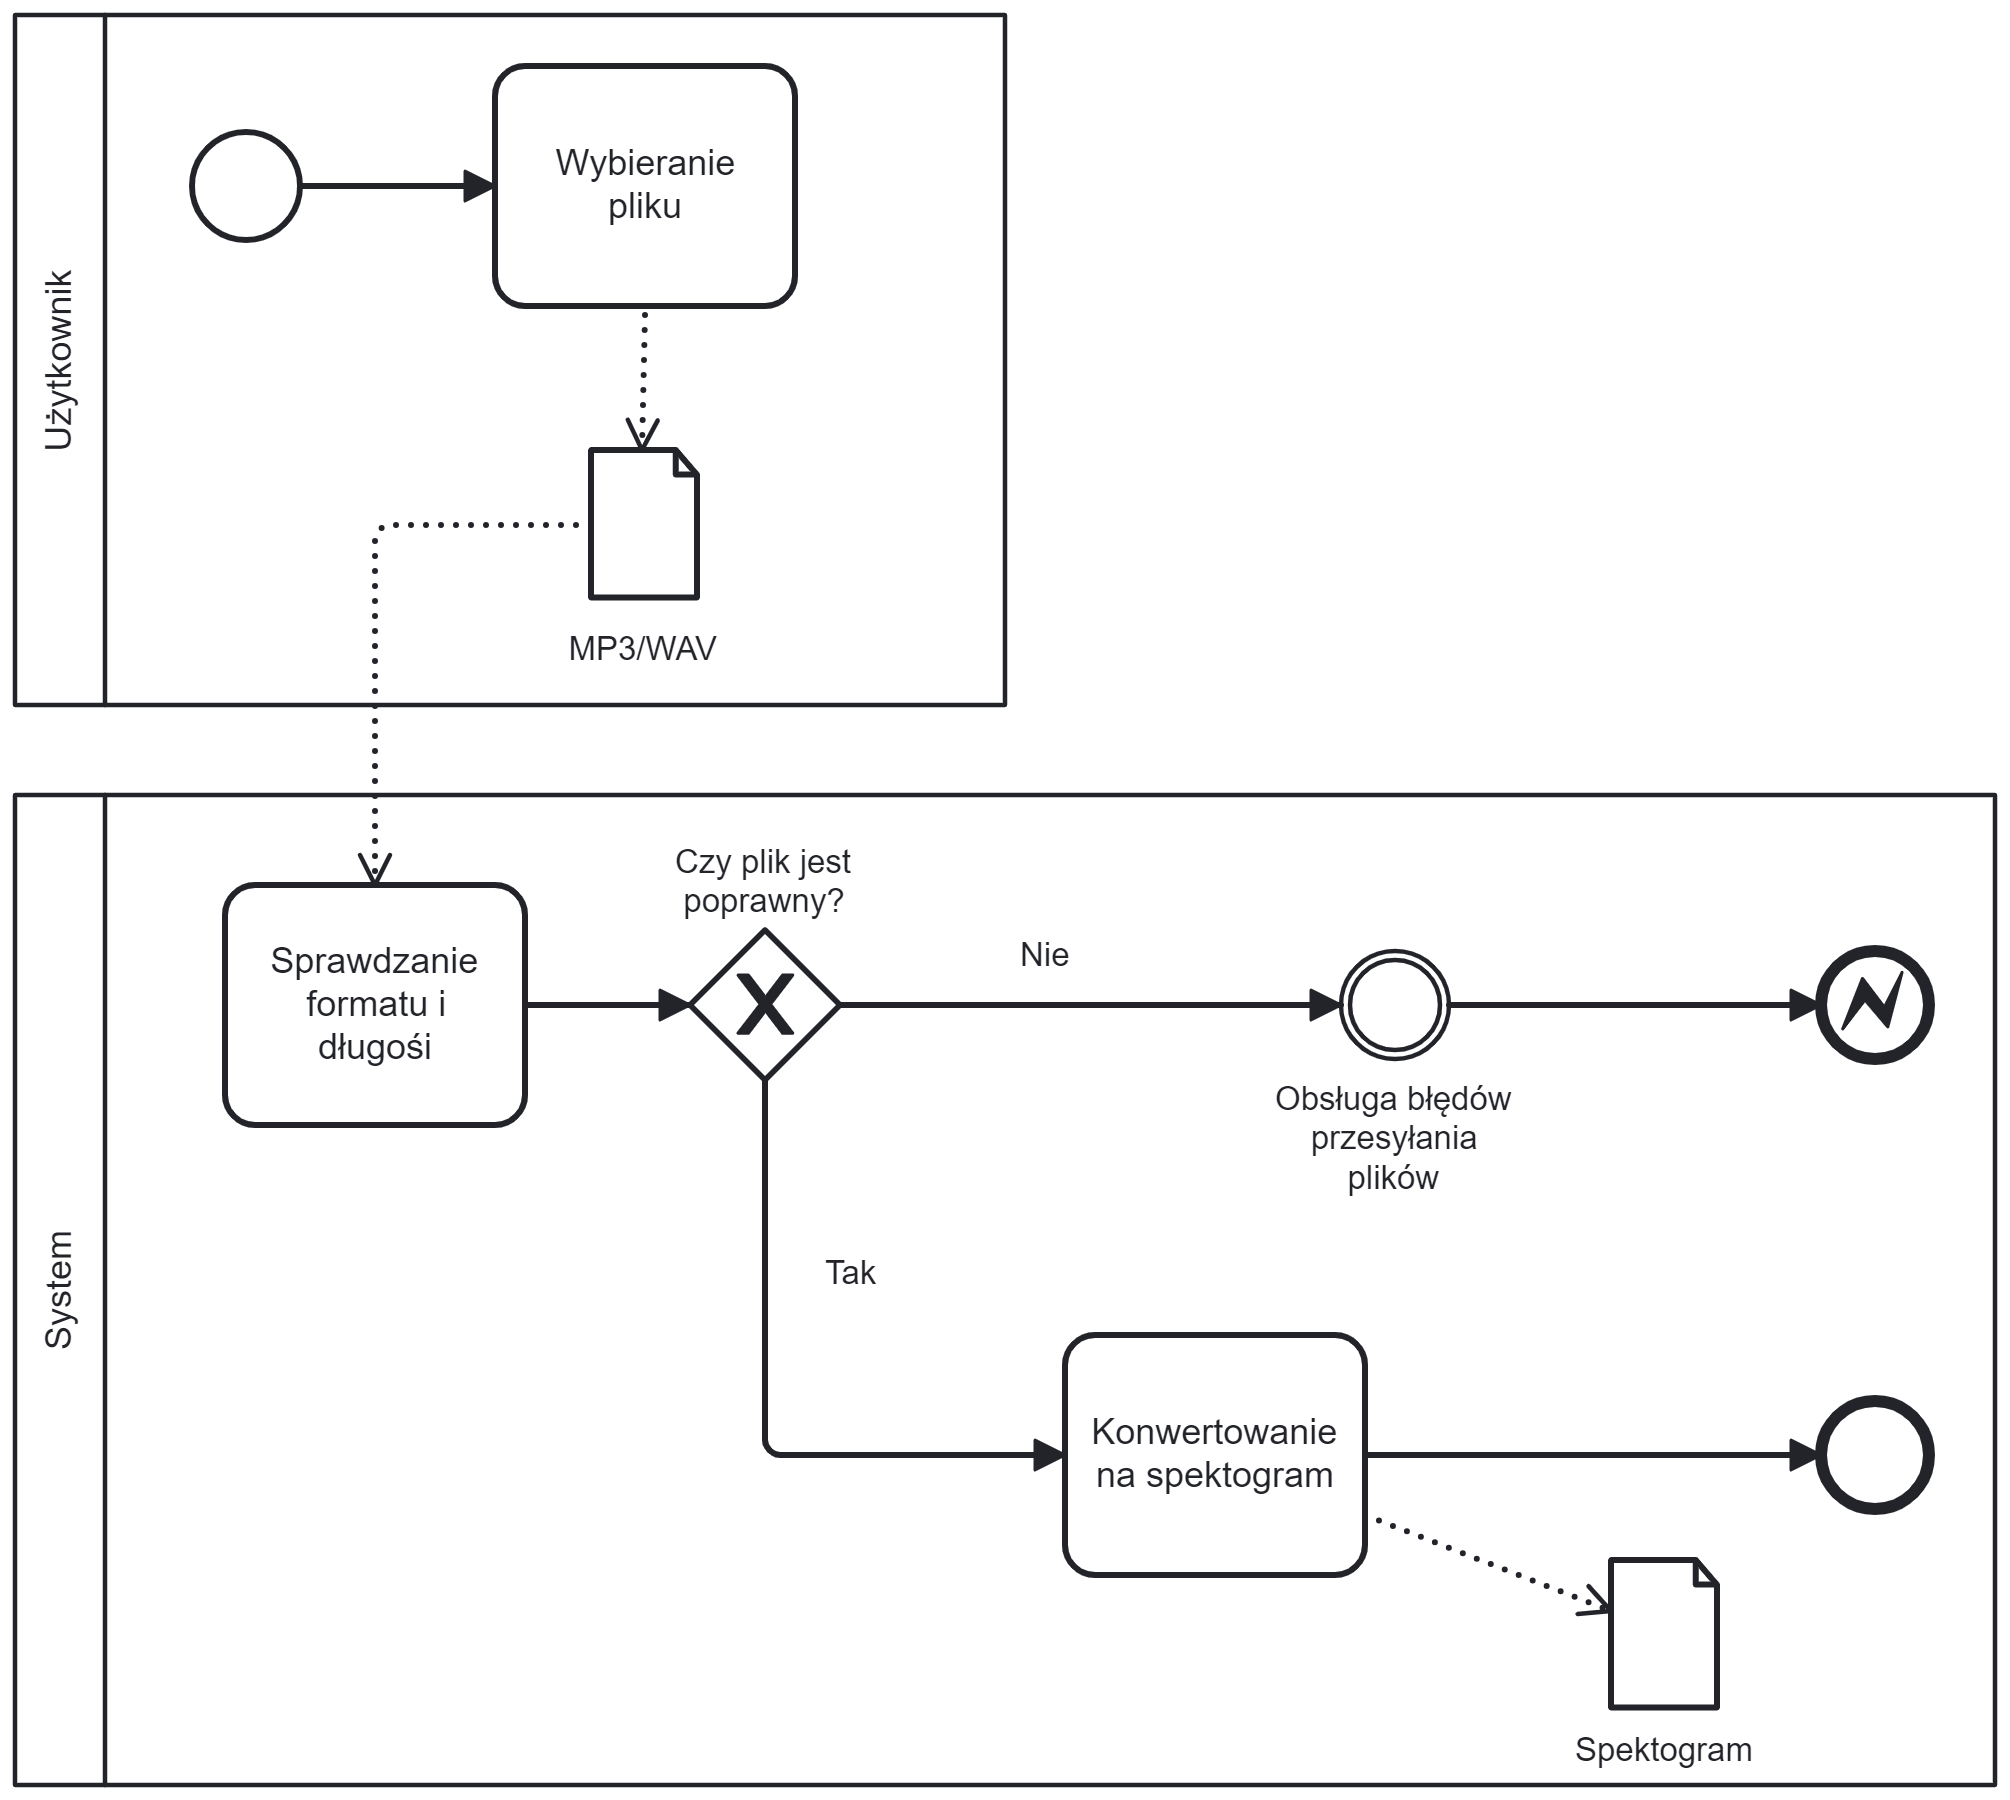 Użytkownik
Wybieranie
pliku
MP3/WAV
System
Sprawdzanie
formatu i
długośi
Czy plik jest
poprawny?
Nie
Obsługa błędów
przesyłania
plików
Tak
Konwertowanie
na spektogram
Spektogram